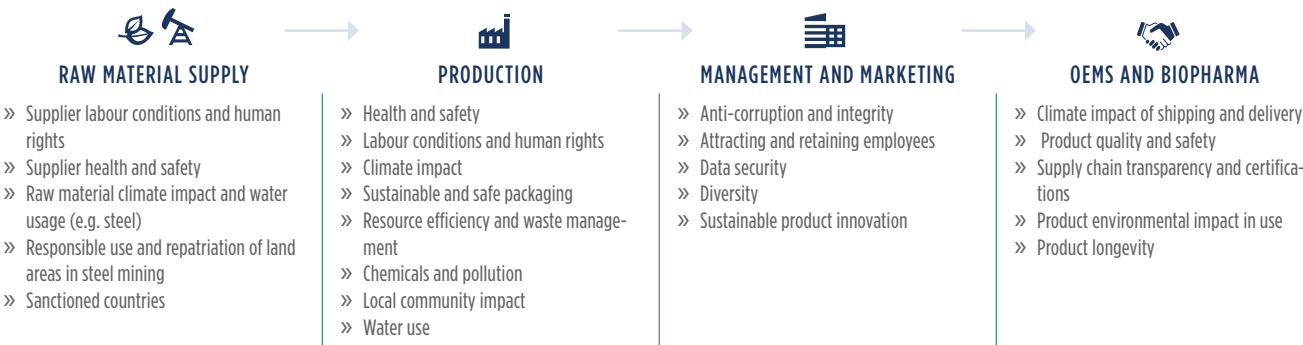 RAW MATERIAL SUPPLY
» Supplier labour conditions and human
rights
» Supplier health and safety
» Raw material climate impact and water
usage (e.g. steel)
» Responsible use and repatriation of land
areas in steel mining
» Sanctioned countries
PRODUCTION
» Health and safety
» Labour conditions and human rights
» Climate impact
» Sustainable and safe packaging
» Resource efficiency and waste manage-
ment
» Chemicals and pollution
» Local community impact
» Water use
MANAGEMENT AND MARKETING
» Anti-corruption and integrity
» Attracting and retaining employees
» Data security
» Diversity
» Sustainable product innovation
OEMS AND BIOPHARMA
» Climate impact of shipping and delivery
» Product quality and safety
» Supply chain transparency and certifica-
tions
» Product environmental impact in use
» Product longevity